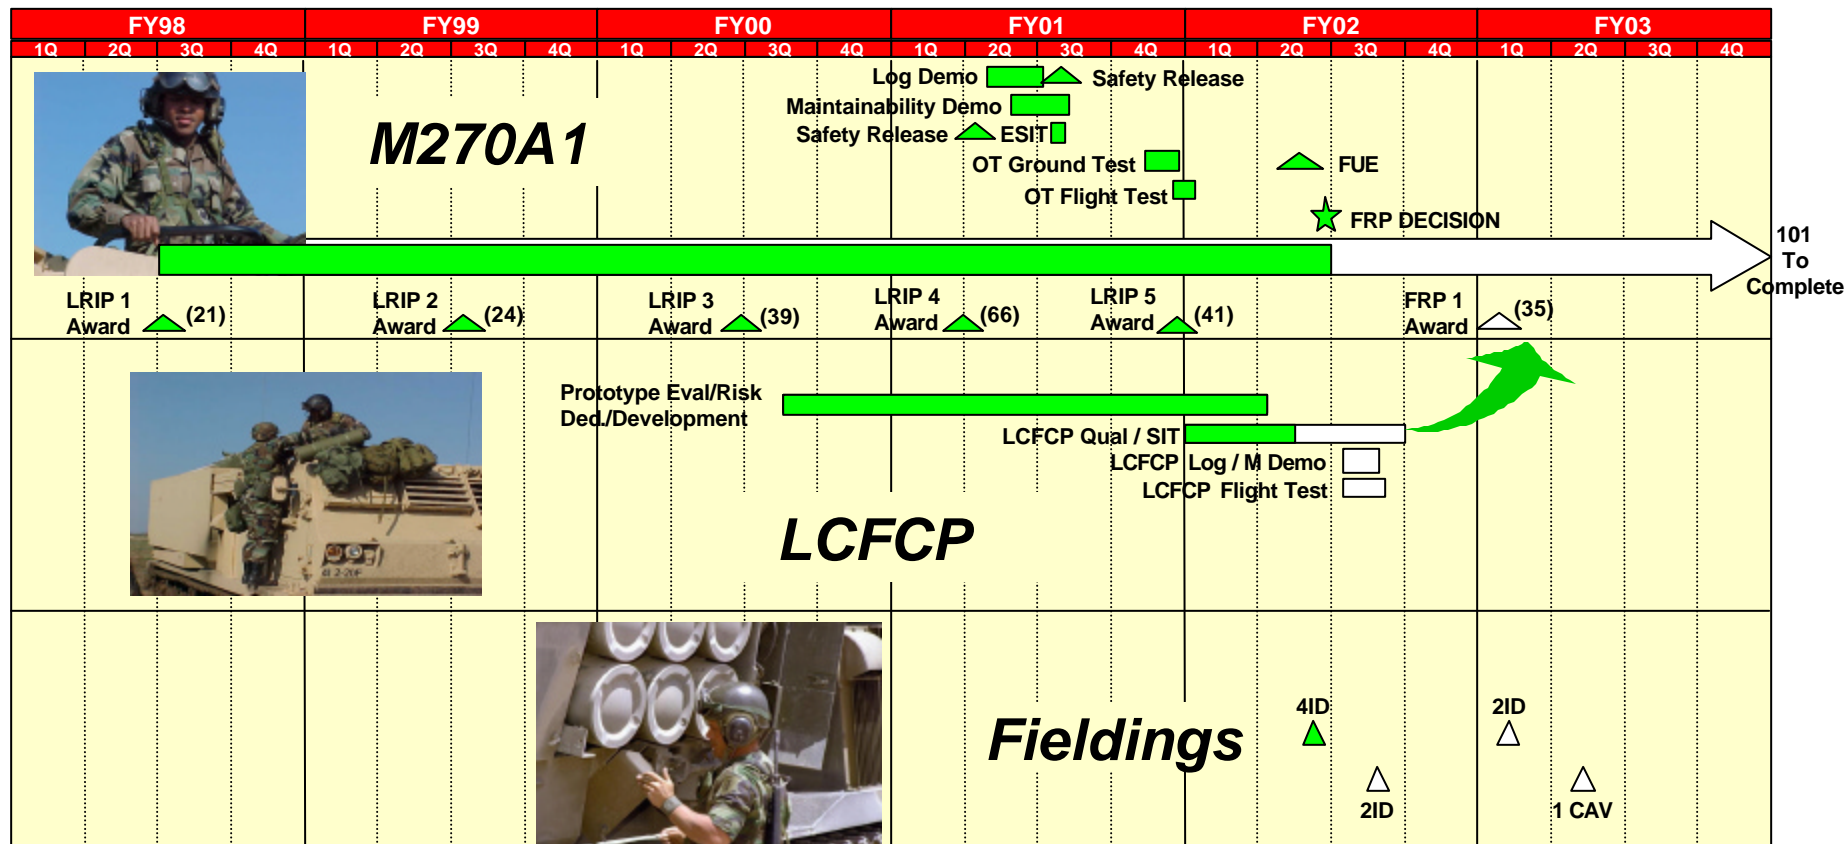 FY98 FY99 FY00 FY01 FY02 FY03
1Q 2Q 3Q 4Q 1Q 2Q 3Q 4Q 1Q 2Q 3Q 4Q 1Q 2Q 3Q 4Q 1Q 2Q 3Q 4Q 1Q 2Q 3Q 4Q
M270A1
Log Demo
Safety Release
Maintainability Demo
Safety Release
ESIT
OT Ground Test
FUE
OT Flight Test
FRP DECISION
101
To
Complete
LRIP 1
Award
(21)
LRIP 2
Award
(24)
LRIP 3
Award
(39)
LRIP 4
Award
(66)
LRIP 5
Award
(41)
FRP 1
Award
(35)
Prototype Eval/Risk
Ded./Development
LCFCP Qual / SIT
LCFCP Log / M Demo
LCFCP Flight Test
LCFCP
Fieldings
4ID
2ID
2ID
1 CAV